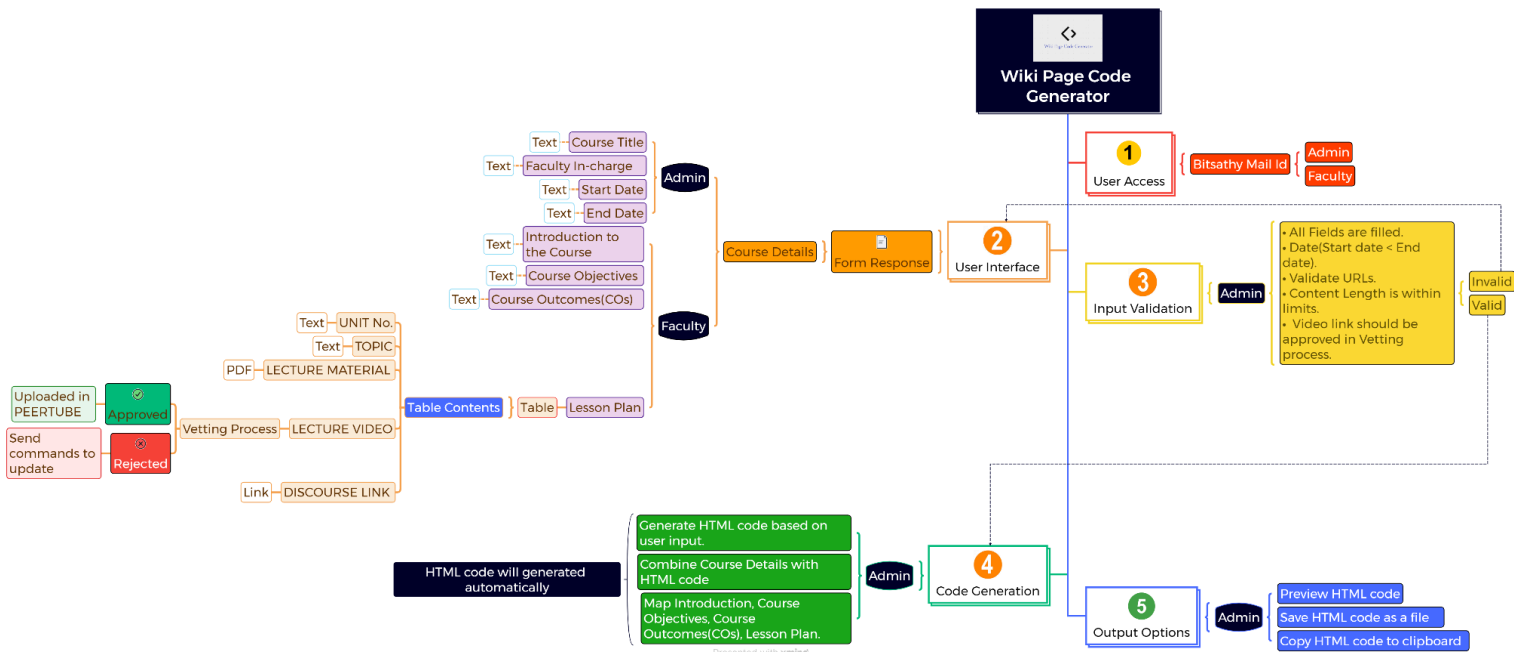 Wiki Page Code Generator
Wiki Page Code
Generator
1
User Access
Bitsathy Mail Id
Admin
Faculty
2
User Interface
Form Response
Course Details
Admin
Course Title
Text
Faculty In-charge
Text
Start Date
Text
End Date
Text
Faculty
Introduction to
the Course
Text
Course Objectives
Text
Course Outcomes(COs)
Text
Lesson Plan
Table
Table Contents
UNIT No.
Text
TOPIC
Text
LECTURE MATERIAL
PDF
LECTURE VIDEO
Vetting Process
Approved
Uploaded in
PEERTUBE
Rejected
Send
commands to
update
DISCOURSE LINK
Link
3
Input Validation
Admin
• All Fields are filled.
• Date(Start date < End
date).
• Validate URLs.
• Content Length is within
limits.
• Video link should be
approved in Vetting
process.
Invalid
Valid
4
Code Generation
Admin
Generate HTML code based on
user input.
Combine Course Details with
HTML code
Map Introduction, Course
Objectives, Course
Outcomes(COs), Lesson Plan.
HTML code will generated
automatically
5
Output Options
Admin
Preview HTML code
Save HTML code as a file
Copy HTML code to clipboard